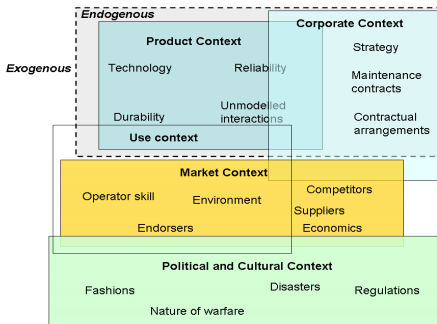 Endogenous
Corporate Context
Product Context
Strategy
Exogenous
Technology
Reliability
Maintenance
contracts
Unmodelled
interactions
Durability
Contractual
arrangements
Use context
Market Context
Operator skill
Environment
Competitors
Suppliers
Endorsers
Economics
Political and Cultural Context
Fashions
Disasters
Regulations
Nature of warfare